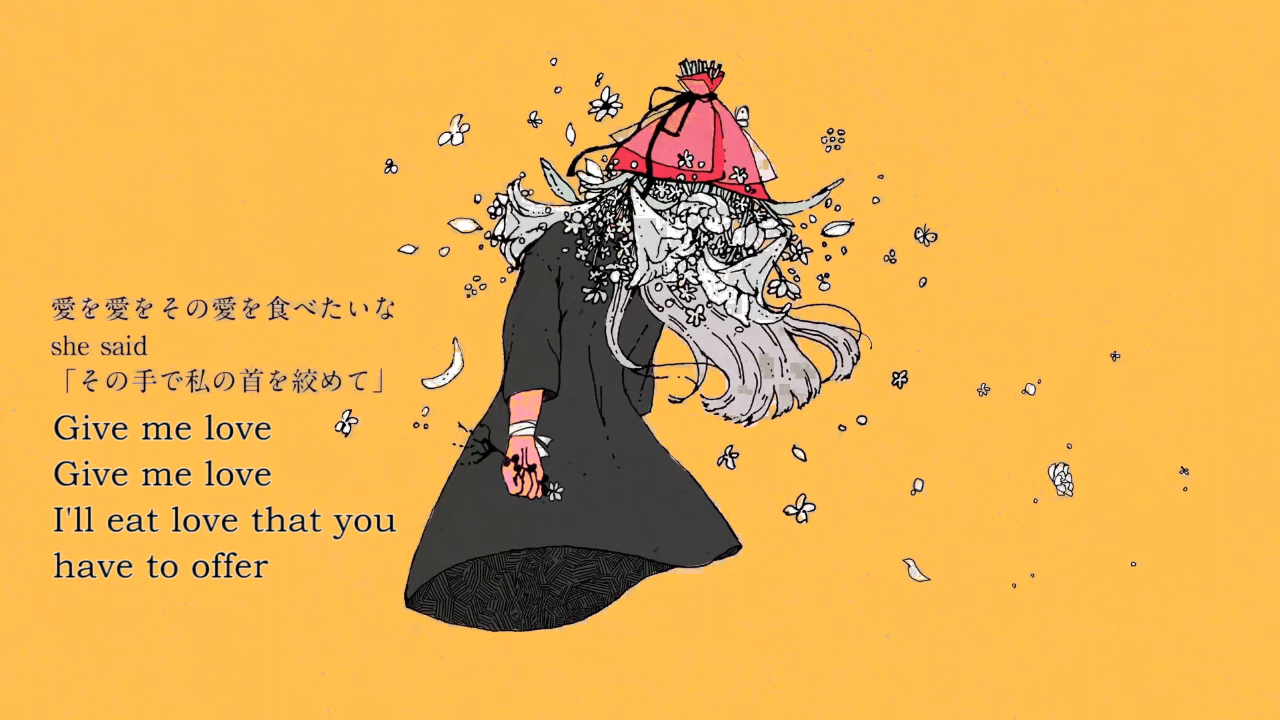 愛を愛をその愛を食べたいな
she said
「その手で私の首を絞めて」
Give me love
Give me love
I'll eat love that you
have to offer